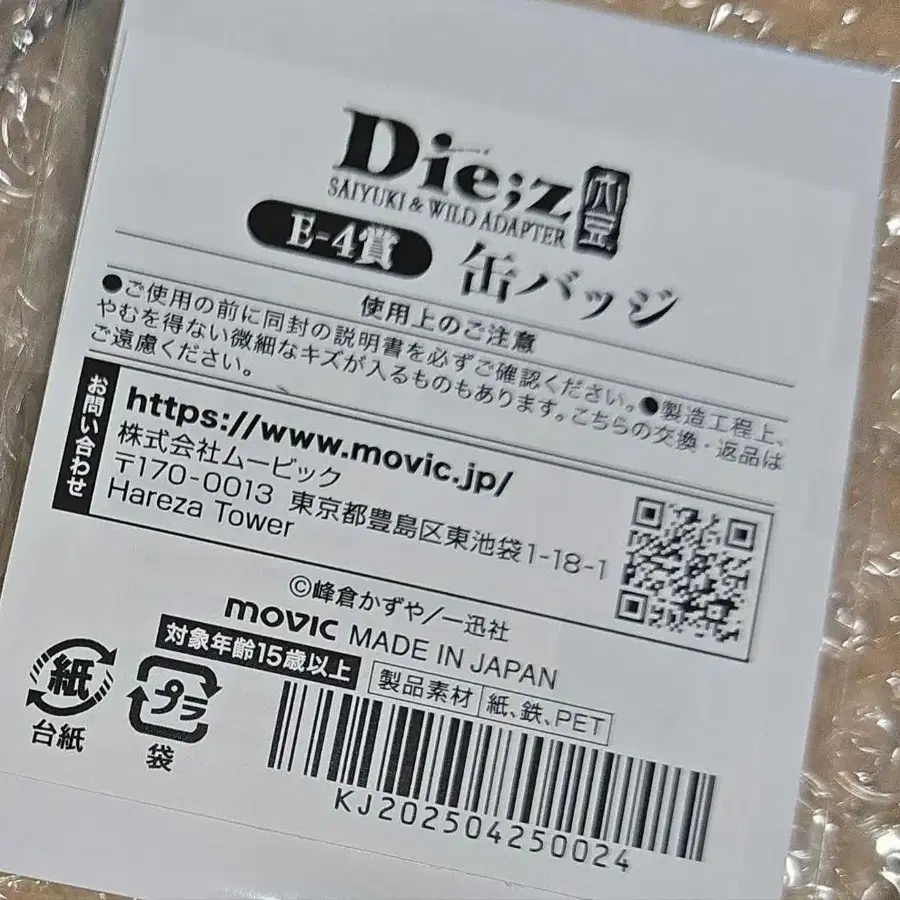 Die;z
SAIYUKI & WILD ADAPTER
E-4賞
缶バッジ
使用上のご注意
●ご使用の前に同封の説明書を必ずご確認ください。●製造工程上、
やむを得ない微細なキズが入るものもあります。こちらの交換・返品は
ご遠慮ください。
お問い合わせ
https://www.movic.jp/
株式会社ムービック
〒170-0013 東京都豊島区東池袋1-18-1
Hareza Tower
©峰倉かずや/一迅社
movic MADE IN JAPAN
対象年齢15歳以上
製品素材 紙、鉄、PET
紙
台紙
プラ
袋
KJ202504250024